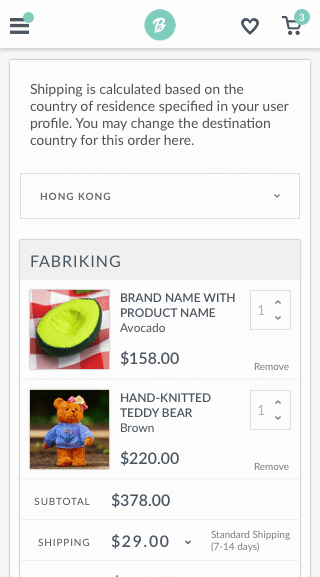 B
3
Shipping is calculated based on the
country of residence specified in your user
profile. You may change the destination
country for this order here.
HONG KONG
FABRIKING
BRAND NAME WITH
PRODUCT NAME
Avocado
1
$158.00
Remove
HAND-KNITTED
TEDDY BEAR
Brown
1
$220.00
Remove
SUBTOTAL $378.00
SHIPPING $29.00 Standard Shipping
(7-14 days)